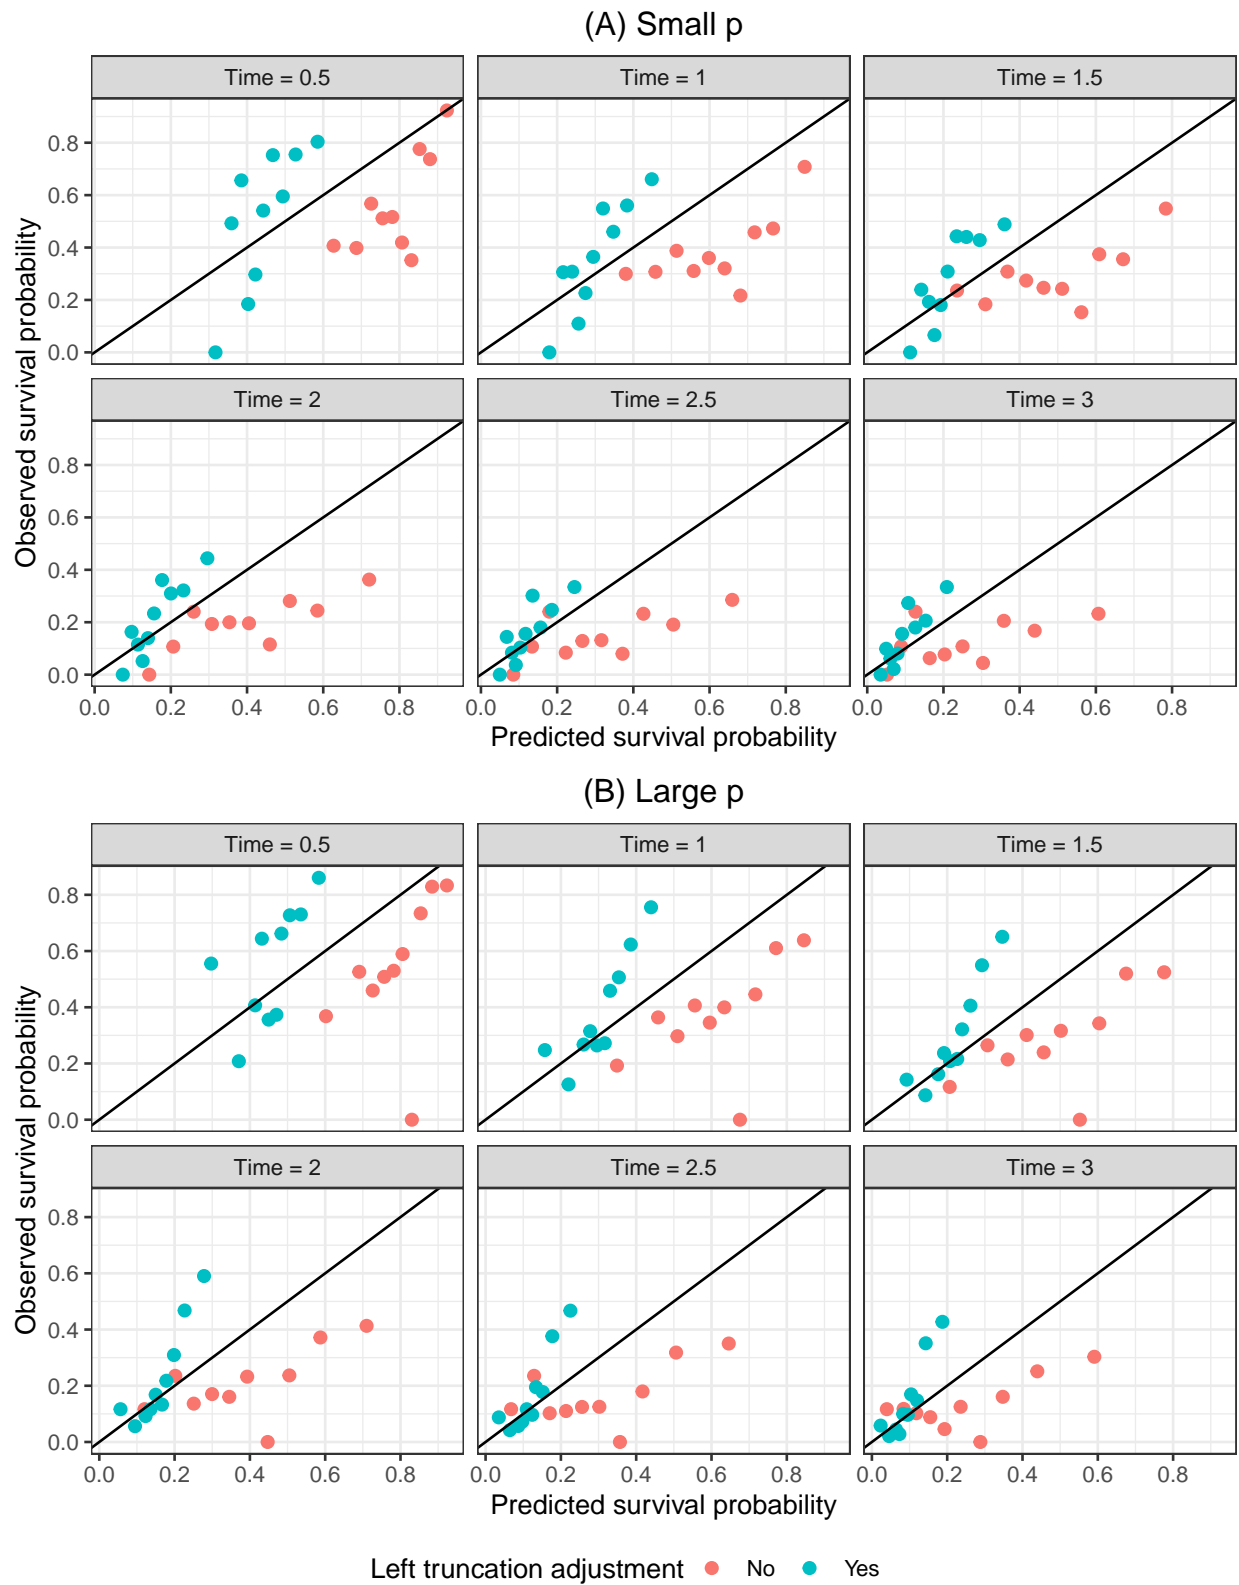 (A) Small p
Time = 0.5
Time = 1
Time = 1.5
0.8
0.6
0.4
0.2
0.0
Time = 2
Time = 2.5
Time = 3
0.8
0.6
0.4
0.2
0.0
Observed survival probability
0.0 0.2 0.4 0.6 0.8
0.0 0.2 0.4 0.6 0.8
0.0 0.2 0.4 0.6 0.8
Predicted survival probability
(B) Large p
Time = 0.5
Time = 1
Time = 1.5
0.8
0.6
0.4
0.2
0.0
Time = 2
Time = 2.5
Time = 3
0.8
0.6
0.4
0.2
0.0
Observed survival probability
0.0 0.2 0.4 0.6 0.8
0.0 0.2 0.4 0.6 0.8
0.0 0.2 0.4 0.6 0.8
Predicted survival probability
Left truncation adjustment No Yes